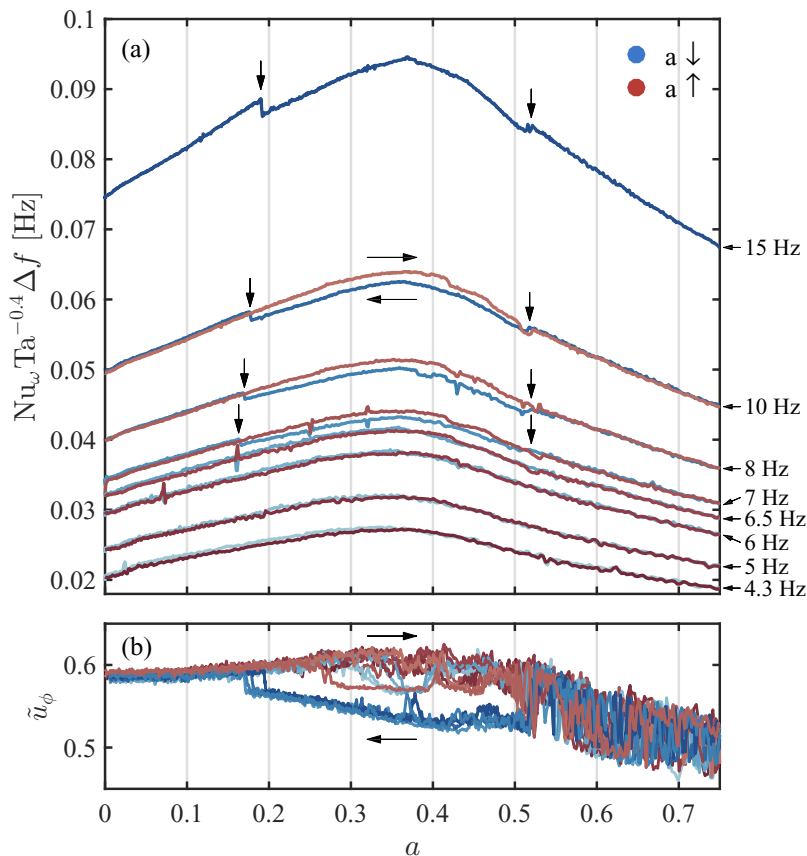 (a)
a ↓
a ↑
0.1
0.09
0.08
0.07
0.06
0.05
0.04
0.03
0.02
Nu_ω Ta^−0.4 Δf [Hz]
15 Hz
10 Hz
8 Hz
7 Hz
6.5 Hz
6 Hz
5 Hz
4.3 Hz
(b)
0.6
0.5
ũ_ϕ
0 0.1 0.2 0.3 0.4 0.5 0.6 0.7
a